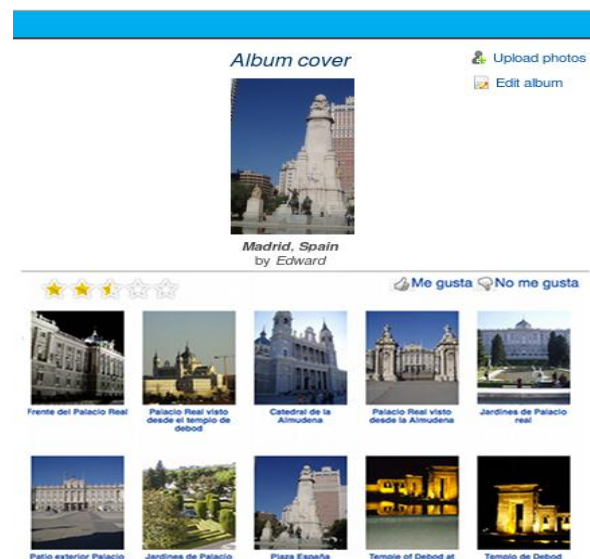 Album cover
Upload photos
Edit album
Madrid, Spain
by Edward
Me gusta No me gusta
Frente del Palacio Real
Palacio Real visto
desde el templo de
debod
Catedral de la
Almudena
Palacio Real visto
desde la Almudena
Jardines de Palacio
real
Patio exterior Palacio
Jardines de Palacio
Plaza España
Temple of Debod at
Temple de Debod